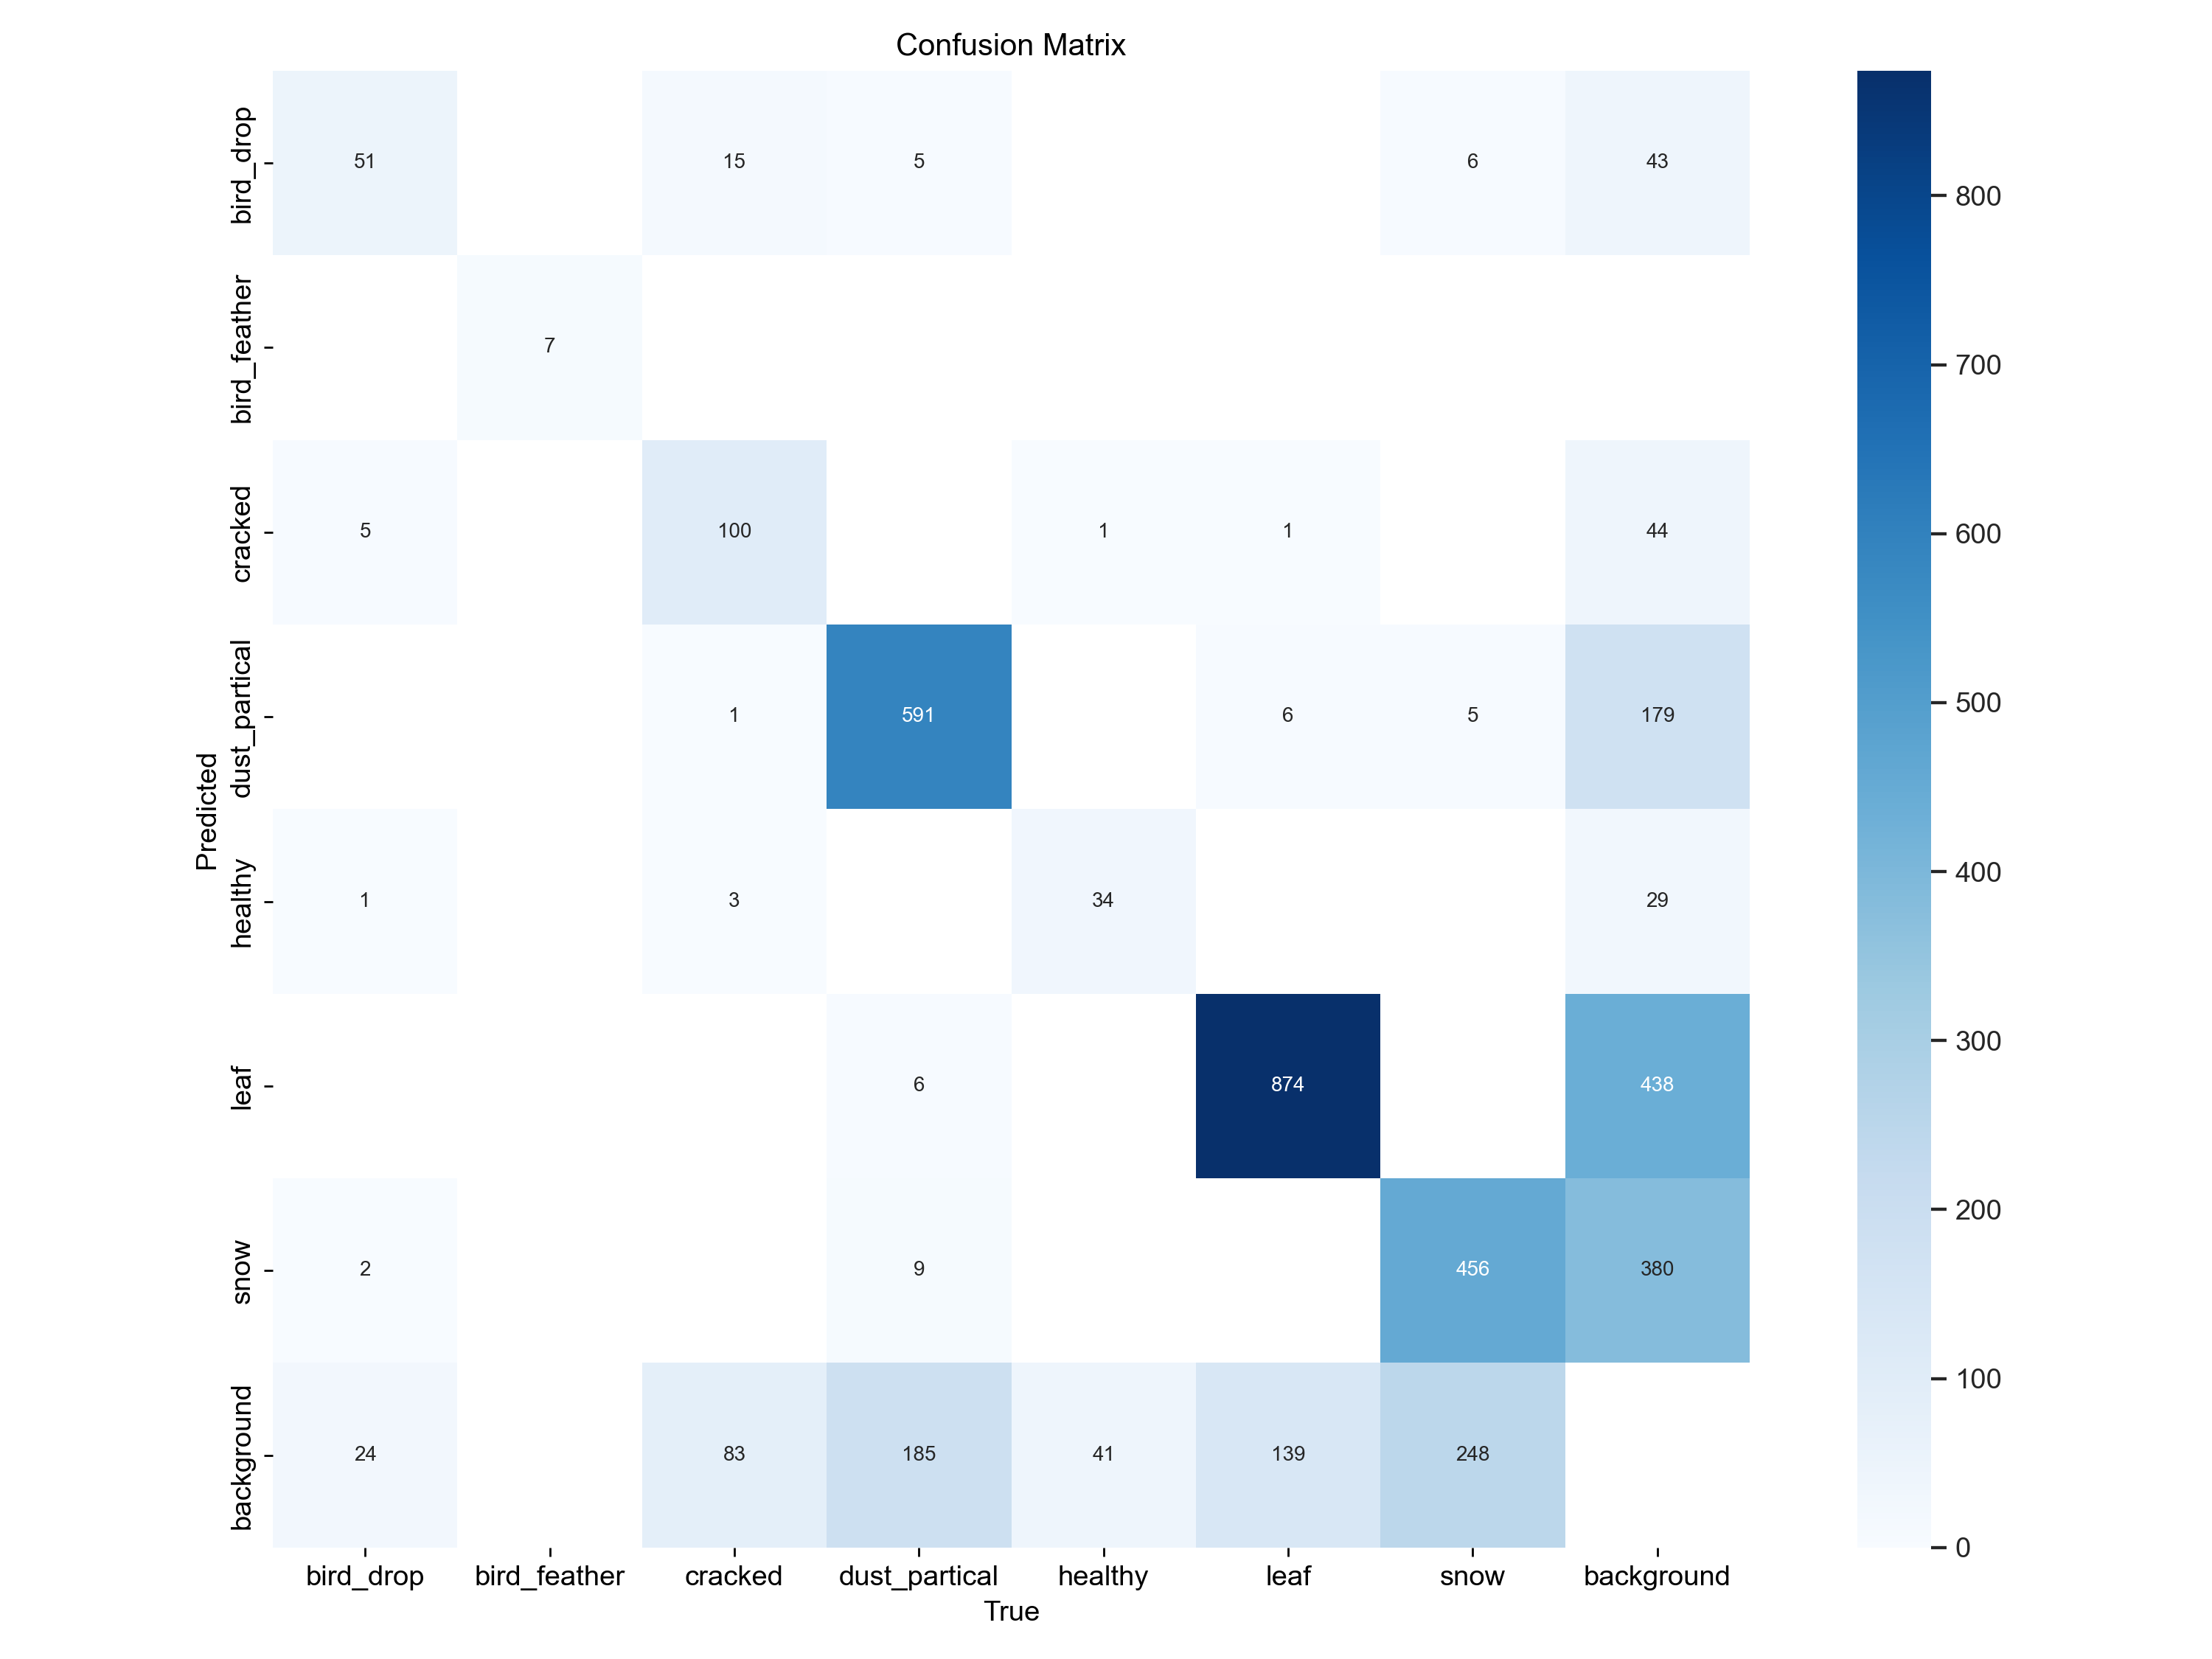 Confusion Matrix
Predicted
bird_drop
51 15 5 6 43
bird_feather
7
cracked
5 100 1 1 44
dust_partical
1 591 6 5 179
healthy
1 3 34 29
leaf
6 874 438
snow
2 9 456 380
background
24 83 185 41 139 248
bird_drop bird_feather cracked dust_partical healthy leaf snow background
True
800
700
600
500
400
300
200
100
0